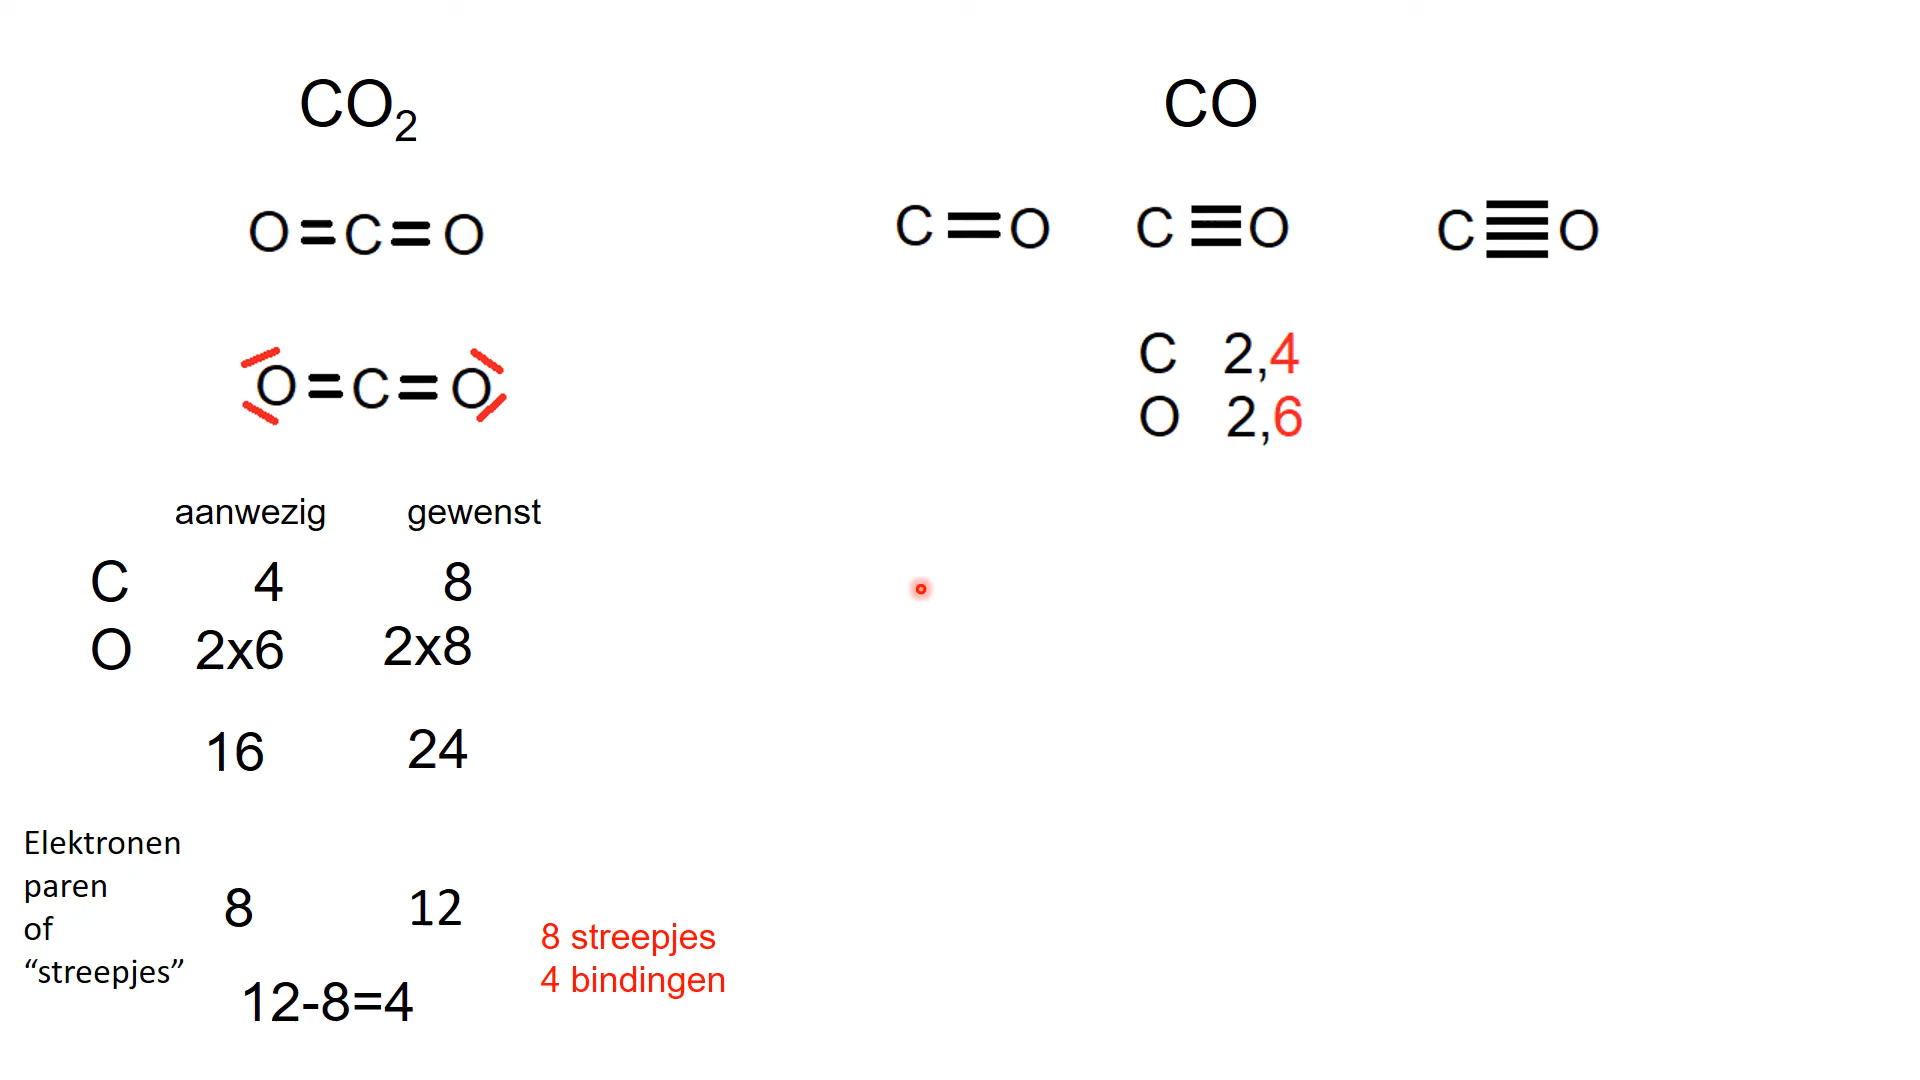 CO₂
O=C=O
O=C=O
aanwezig gewenst
C 4 8
O 2x6 2x8
16 24
Elektronen
paren
of
“streepjes”
8 12
12-8=4
8 streepjes
4 bindingen
CO
C=O C≡O C≣O
C 2,4
O 2,6